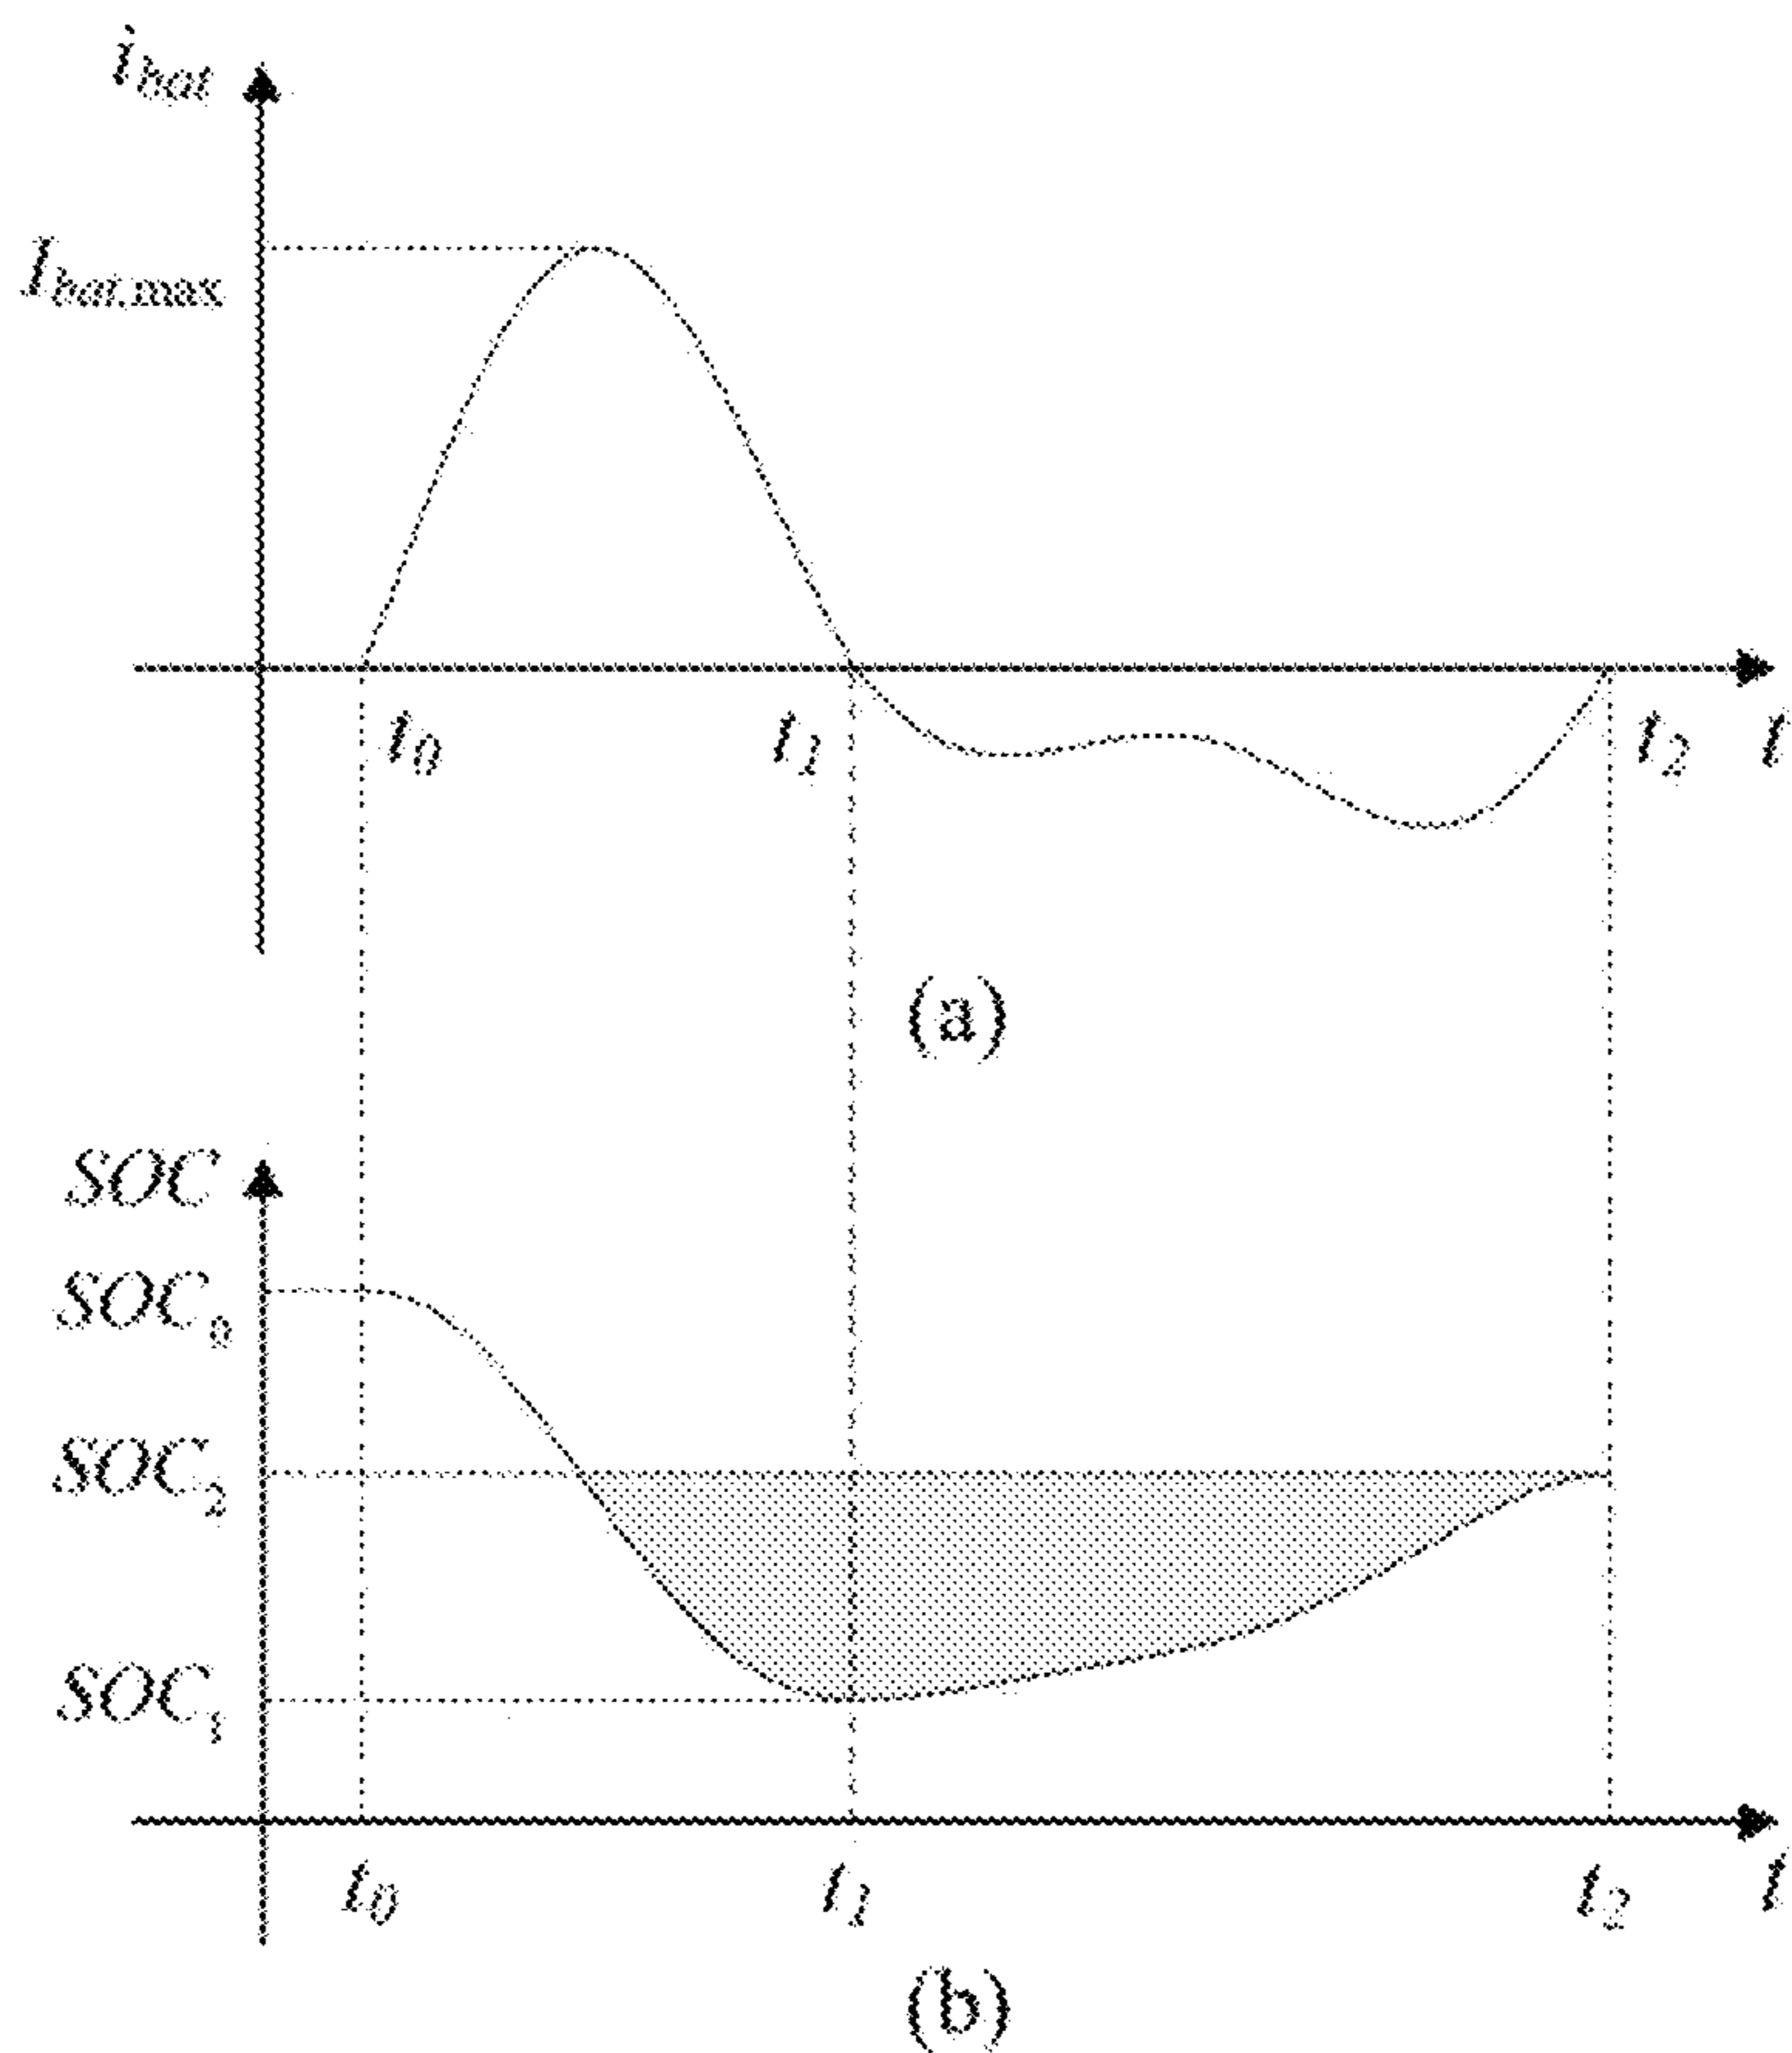 i_bat
I_bat.max
t_0
t_1
t_2
t
(a)
SOC
SOC_0
SOC_2
SOC_1
t_0
t_1
t_2
t
(b)